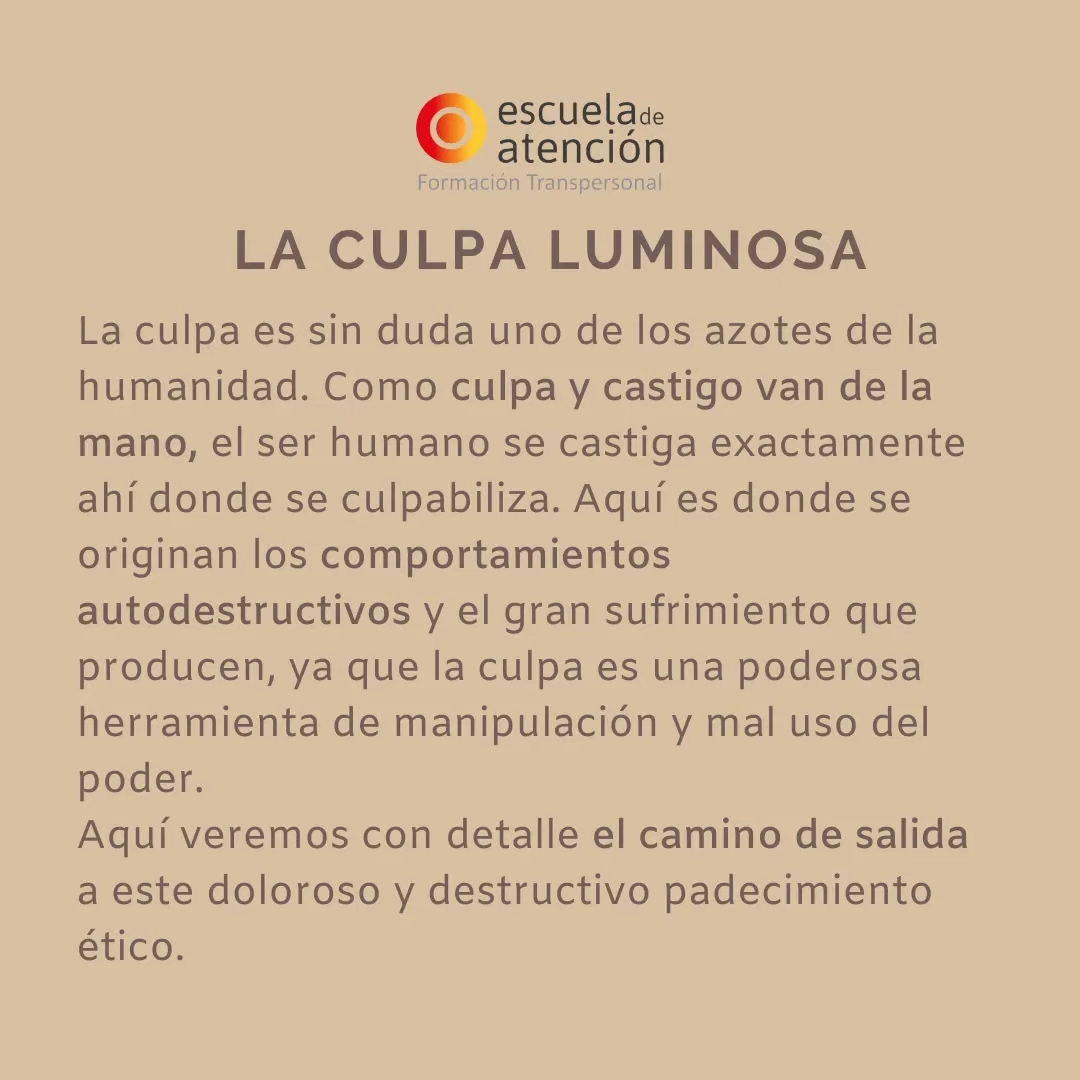 escuela de
atención
Formación Transpersonal
LA CULPA LUMINOSA
La culpa es sin duda uno de los azotes de la
humanidad. Como culpa y castigo van de la
mano, el ser humano se castiga exactamente
ahí donde se culpabiliza. Aquí es donde se
originan los comportamientos
autodestructivos y el gran sufrimiento que
producen, ya que la culpa es una poderosa
herramienta de manipulación y mal uso del
poder.
Aquí veremos con detalle el camino de salida
a este doloroso y destructivo padecimiento
ético.